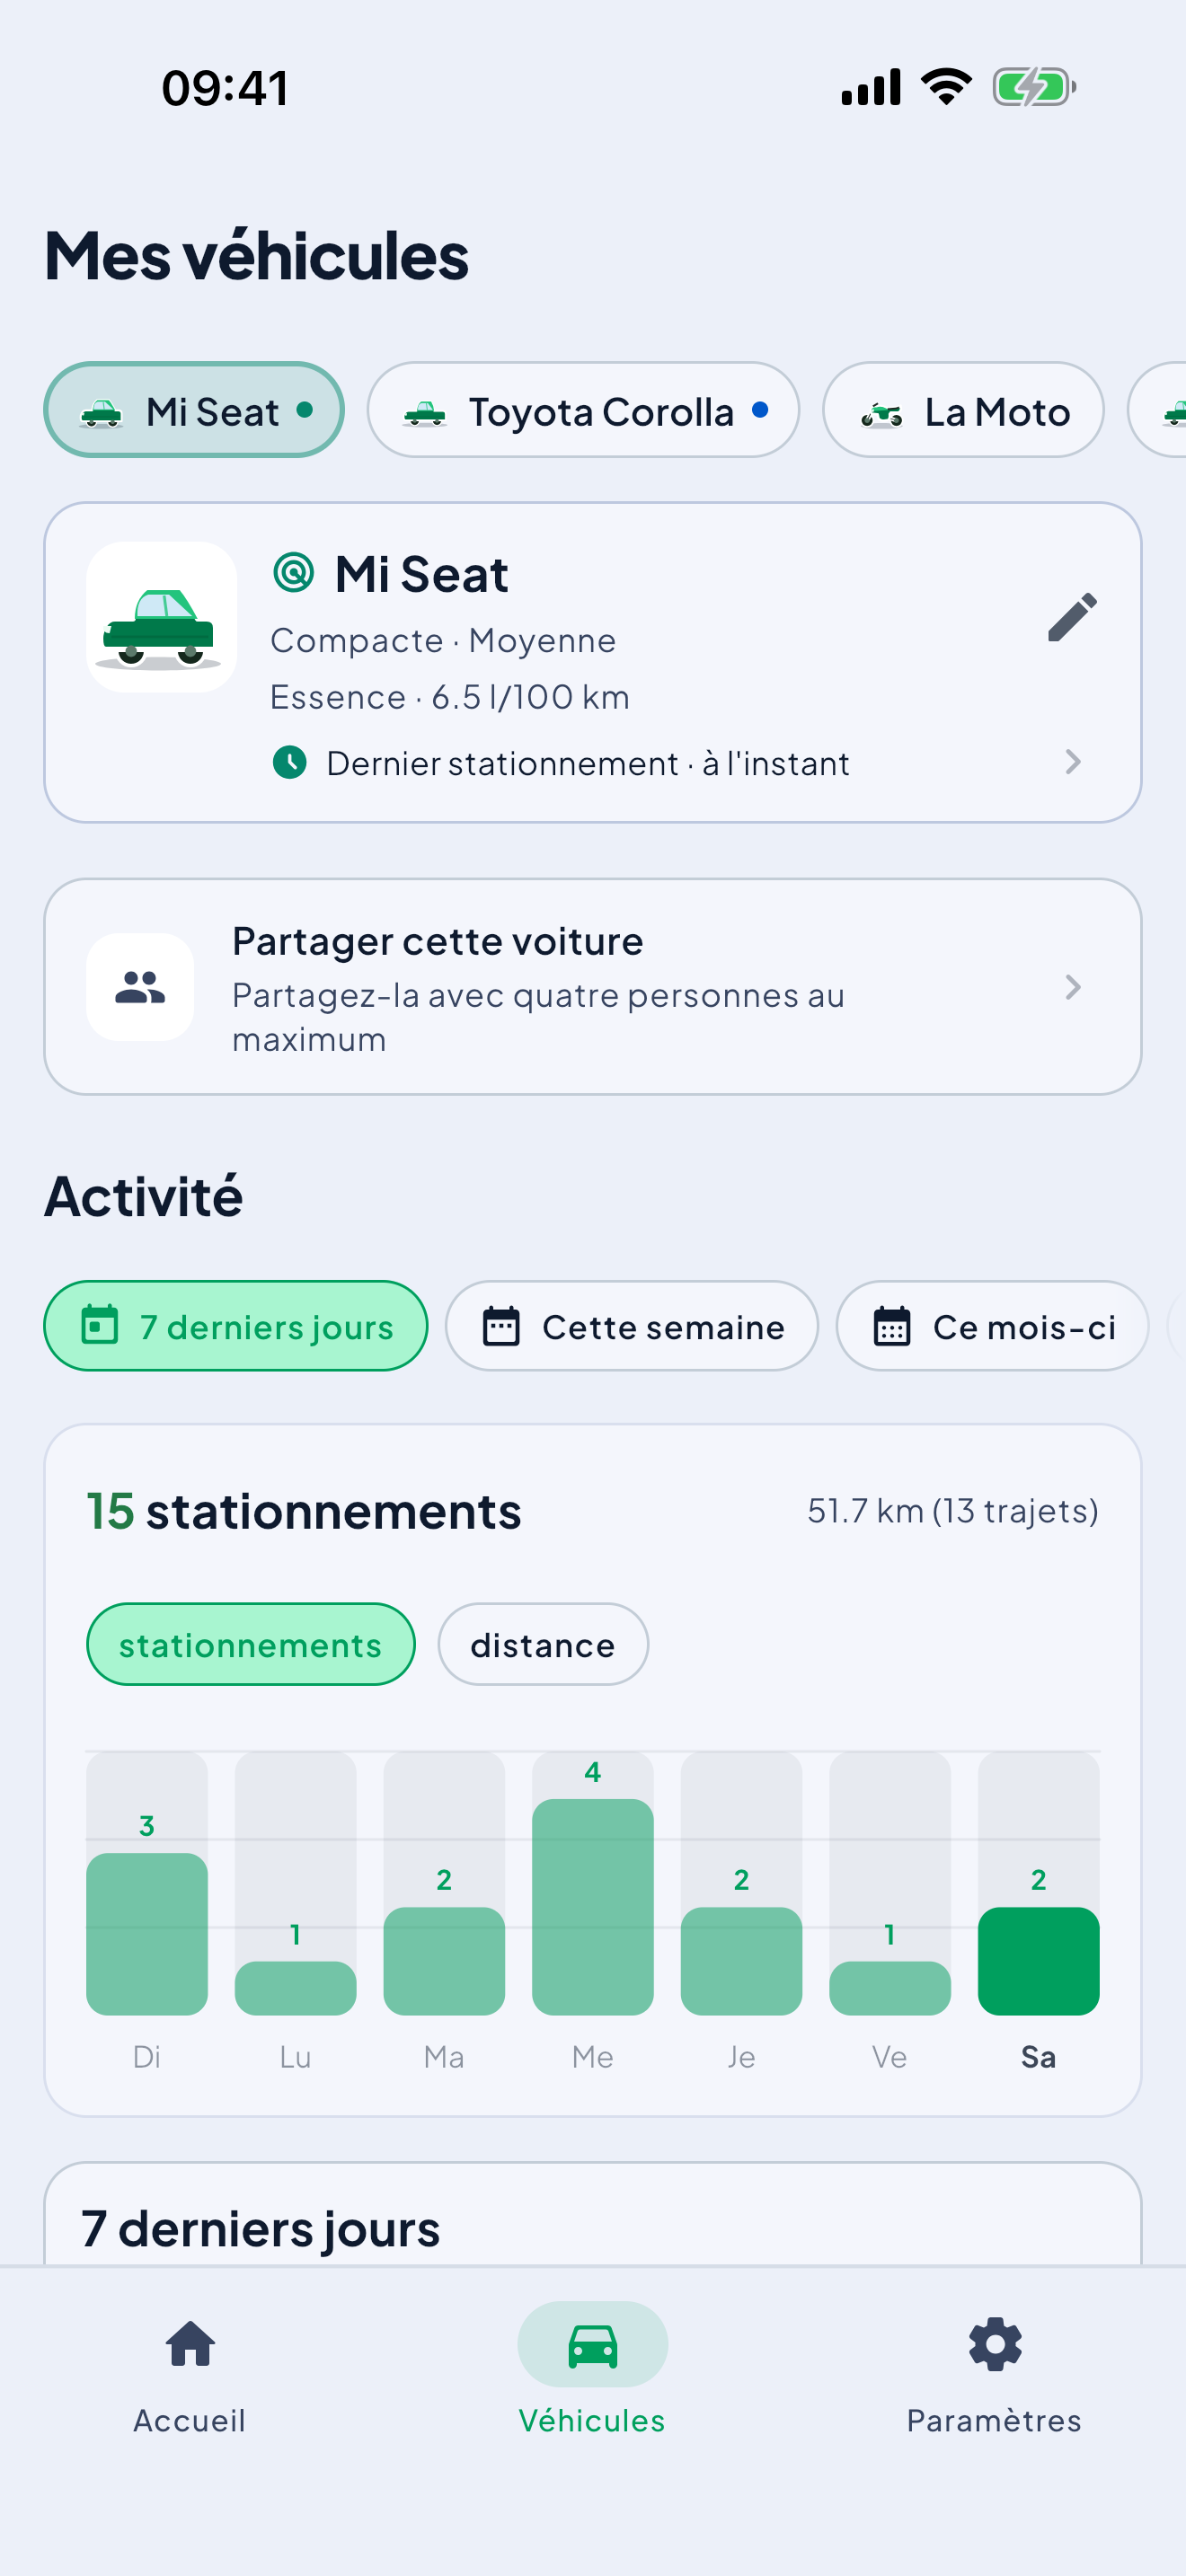 09:41
Mes véhicules
Mi Seat
Toyota Corolla
La Moto
Mi Seat
Compacte · Moyenne
Essence · 6.5 l/100 km
Dernier stationnement · à l'instant
Partager cette voiture
Partagez-la avec quatre personnes au
maximum
Activité
7 derniers jours
Cette semaine
Ce mois-ci
15 stationnements
51.7 km (13 trajets)
stationnements
distance
3
1
2
4
2
1
2
Di
Lu
Ma
Me
Je
Ve
Sa
7 derniers jours
Accueil
Véhicules
Paramètres